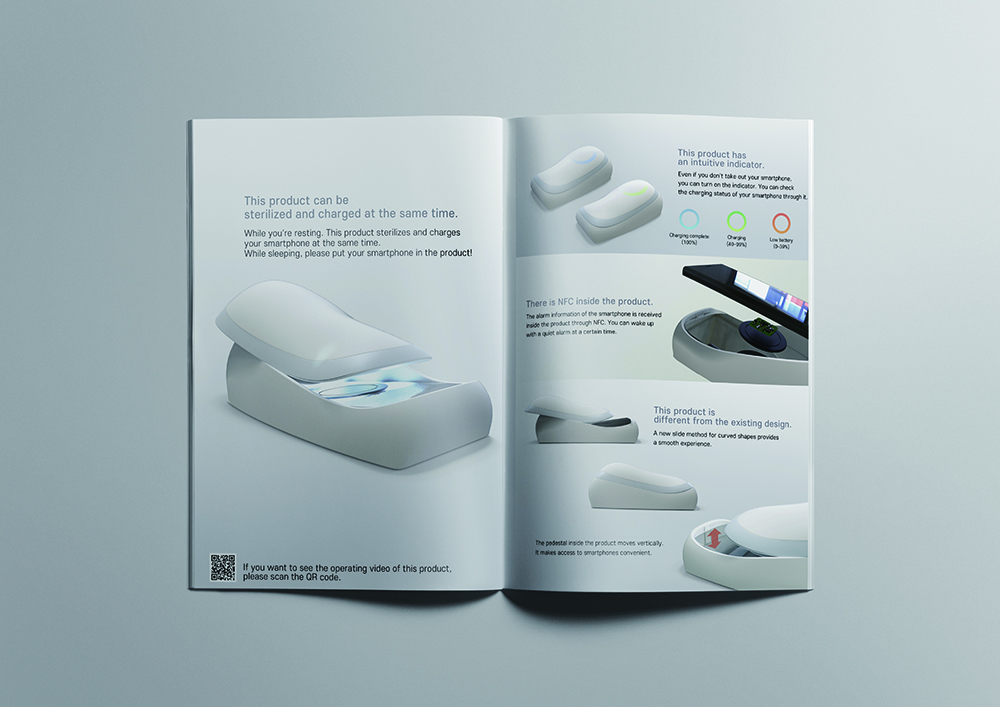 This product can be
sterilized and charged at the same time.
While you're resting. This product sterilizes and charges
your smartphone at the same time.
While sleeping, please put your smartphone in the product!
If you want to see the operating video of this product,
please scan the QR code.
This product has
an intuitive indicator.
Even if you don't take out your smartphone,
you can turn on the indicator. You can check
the charging status of your smartphone through it.
Charging complete
(100%)
Charging
(40~99%)
Low battery
(0~39%)
There is NFC inside the product.
The alarm information of the smartphone is received
inside the product through NFC. You can wake up
with a quiet alarm at a certain time.
This product is
different from the existing design.
A new slide method for curved shapes provides
a smooth experience.
The pedestal inside the product moves vertically.
It makes access to smartphones convenient.